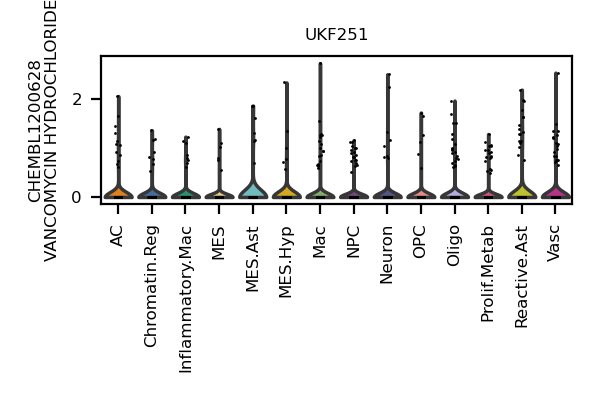 UKF251
CHEMBL1200628
VANCOMYCIN HYDROCHLORIDE
2
0
AC
Chromatin.Reg
Inflammatory.Mac
MES
MES.Ast
MES.Hyp
Mac
NPC
Neuron
OPC
Oligo
Prolif.Metab
Reactive.Ast
Vasc